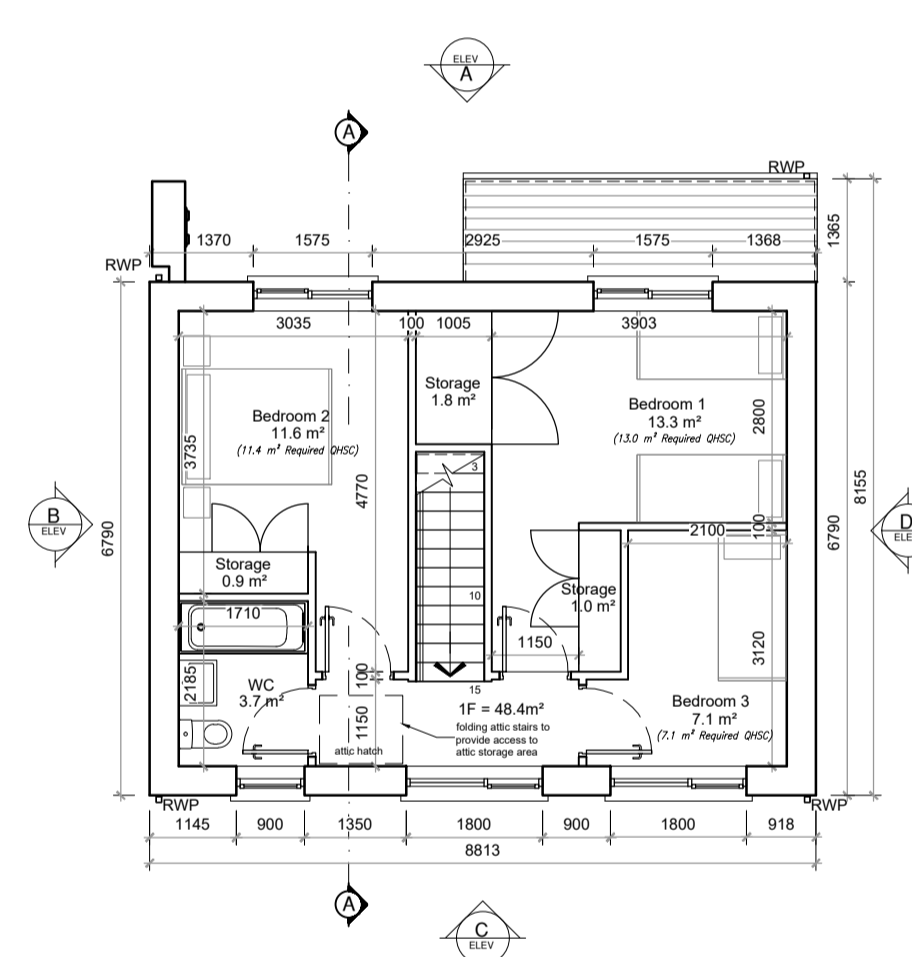 ELEV
A
A
RWP
1370
1575
2925
1575
1368
1365
RWP
3035
100
1005
3903
Storage
1.8 m²
Bedroom 2
11.6 m²
(11.4 m² Required QHSC)
Bedroom 1
13.3 m²
(13.0 m² Required QHSC)
2800
3735
4770
3
8155
B
ELEV
6790
6790
D
100
2100
Storage
0.9 m²
10
Storage
1.0 m²
1710
1150
3120
2185
WC
3.7 m²
100
1150
15
1F = 48.4m²
folding attic stairs to
provide access to
attic storage area
attic hatch
Bedroom 3
7.1 m²
(7.1 m² Required QHSC)
RWP
RWP
1145
900
1350
1800
900
1800
918
8813
A
C
ELEV